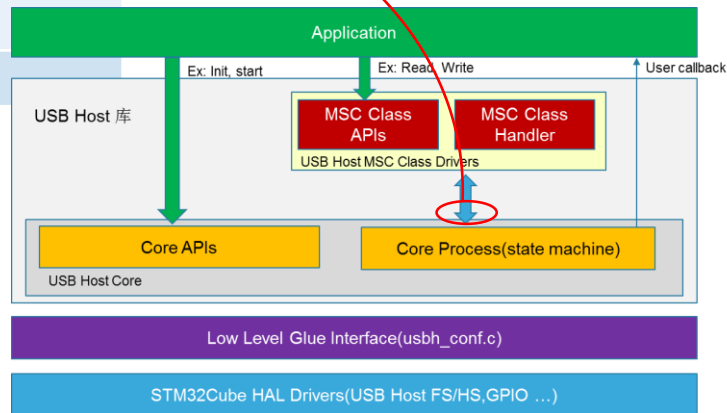 Application
Ex: Init, start
Ex: Read, Write
User callback
USB Host 库
MSC Class
APIs
MSC Class
Handler
USB Host MSC Class Drivers
Core APIs
Core Process(state machine)
USB Host Core
Low Level Glue Interface(usbh_conf.c)
STM32Cube HAL Drivers(USB Host FS/HS,GPIO …)